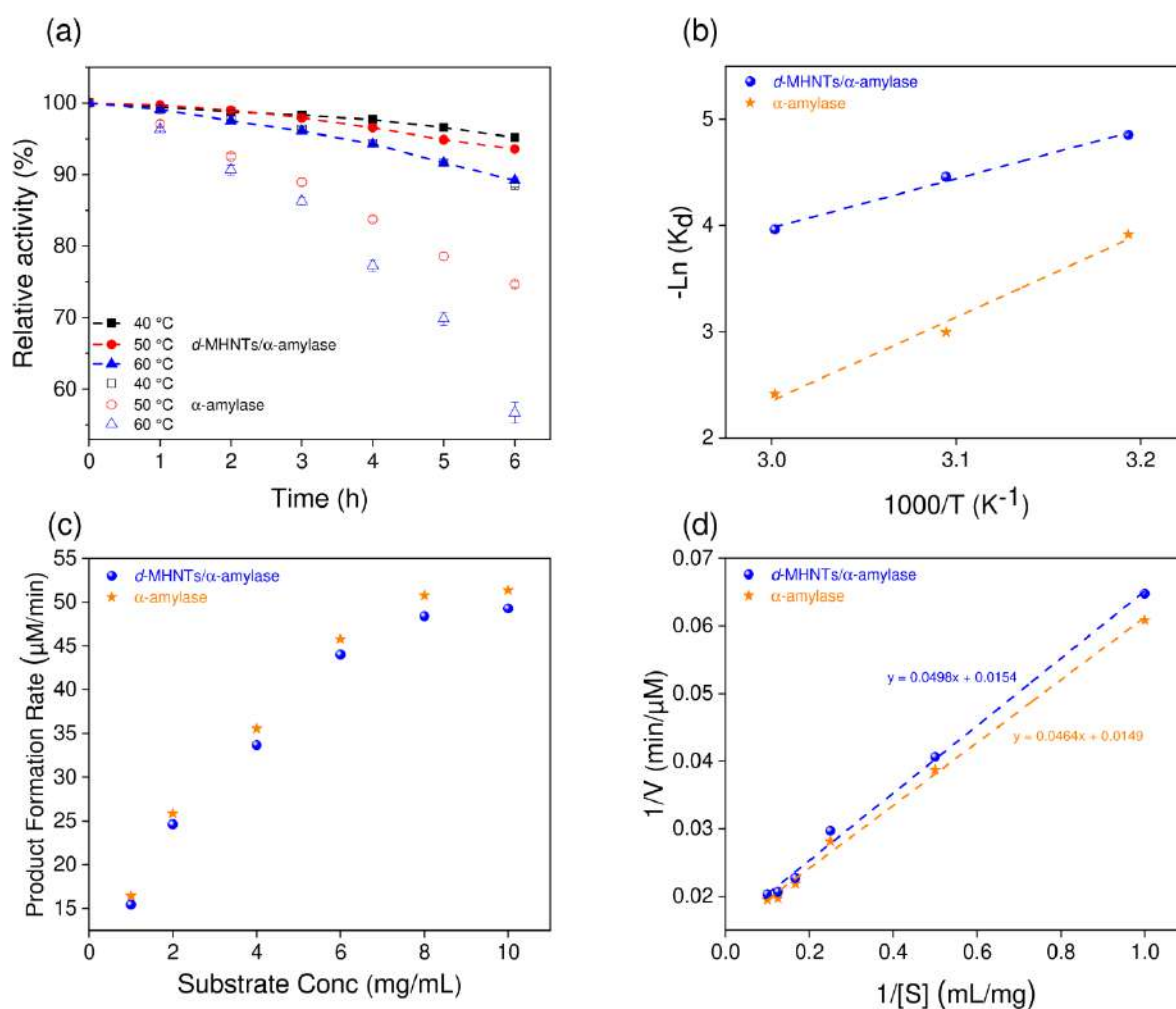 (a)
Relative activity (%)
100
90
80
70
60
40 °C
50 °C d-MHNTs/α-amylase
60 °C
40 °C
50 °C α-amylase
60 °C
0 1 2 3 4 5 6
Time (h)
(b)
d-MHNTs/α-amylase
α-amylase
-Ln (Kd)
5
4
3
2
3.0 3.1 3.2
1000/T (K-1)
(c)
d-MHNTs/α-amylase
α-amylase
Product Formation Rate (µM/min)
55
50
45
40
35
30
25
20
15
0 2 4 6 8 10
Substrate Conc (mg/mL)
(d)
d-MHNTs/α-amylase
α-amylase
1/V (min/µM)
0.07
0.06
0.05
0.04
0.03
0.02
y = 0.0498x + 0.0154
y = 0.0464x + 0.0149
0.0 0.2 0.4 0.6 0.8 1.0
1/[S] (mL/mg)